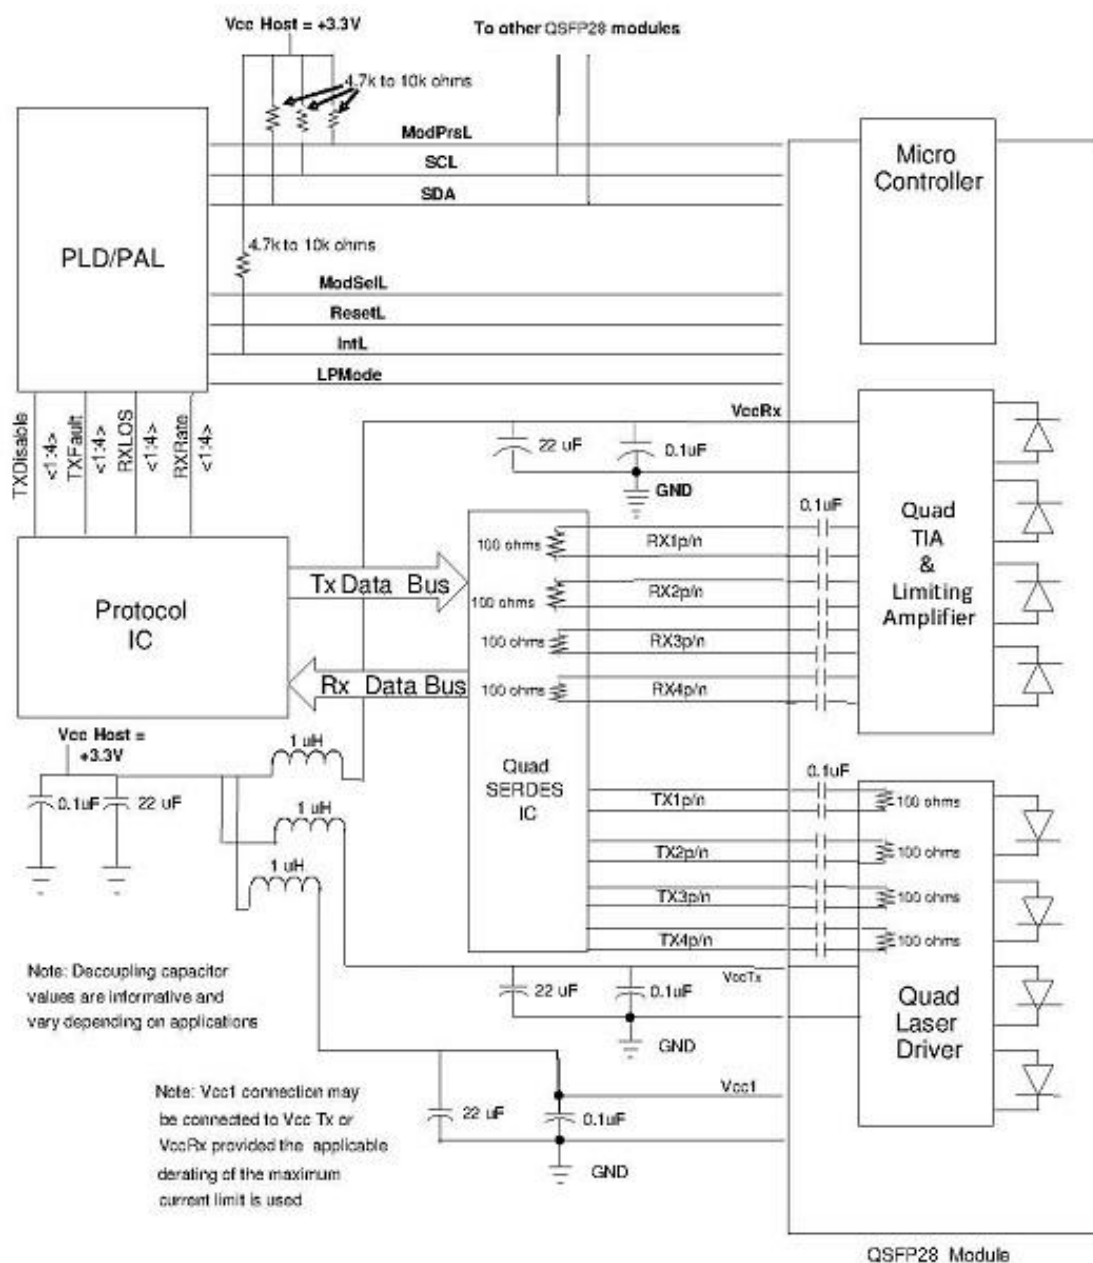 Vcc Host = +3.3V
To other QSFP28 modules
4.7k to 10k ohms
ModPrsL
SCL
SDA
4.7k to 10k ohms
PLD/PAL
ModSelL
ResetL
IntL
LPMode
Micro
Controller
TXDisable
<1:4>
TXFault
<1:4>
RXLOS
<1:4>
RXRate
<1:4>
VccRx
22 uF
0.1uF
GND
0.1uF
Quad
TIA
&
Limiting
Amplifier
100 ohms
RX1p/n
100 ohms
RX2p/n
100 ohms
RX3p/n
100 ohms
RX4p/n
Tx Data Bus
Protocol
IC
Rx Data Bus
Vcc Host =
+3.3V
1 uH
0.1uF
22 uF
1 uH
1 uH
Quad
SERDES
IC
0.1uF
TX1p/n
100 ohms
TX2p/n
100 ohms
TX3p/n
100 ohms
TX4p/n
100 ohms
Note: Decoupling capacitor
values are informative and
vary depending on applications
22 uF
0.1uF
VccTx
GND
Quad
Laser
Driver
Note: Vcc1 connection may
be connected to Vcc Tx or
VccRx provided the applicable
derating of the maximum
current limit is used
22 uF
0.1uF
Vcc1
GND
QSFP28 Module